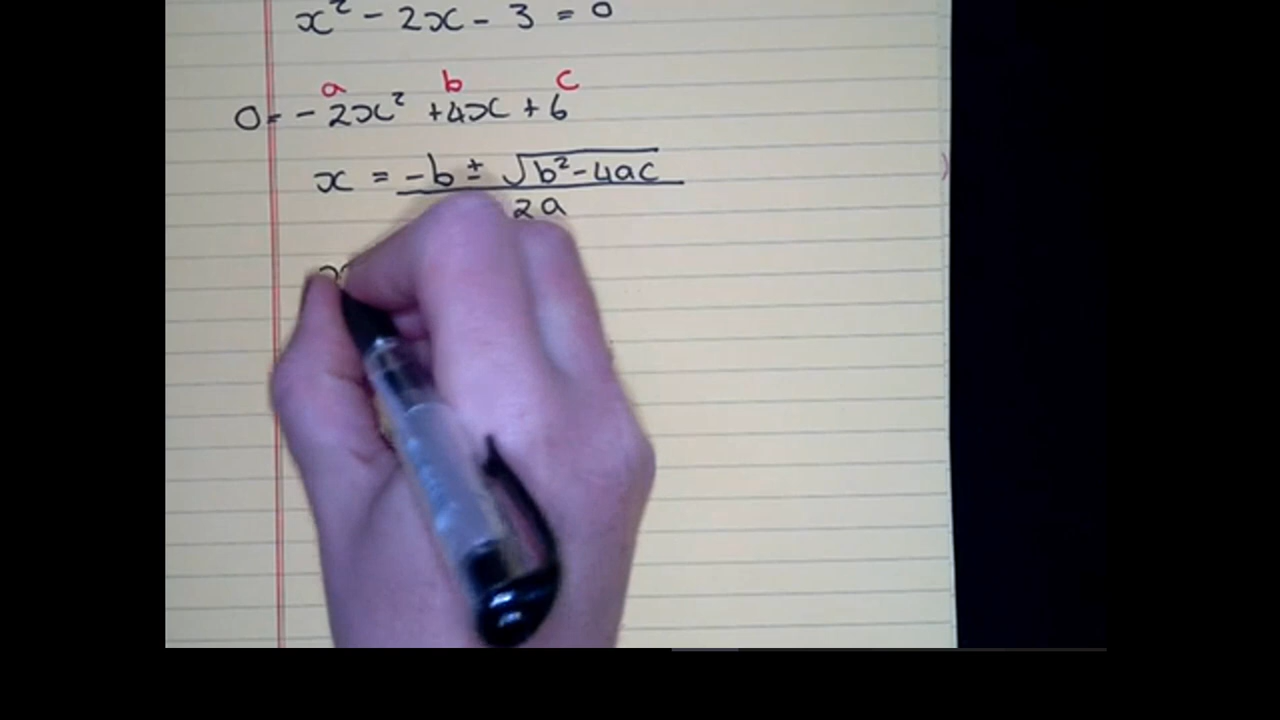 x² - 2x - 3 = 0
a b c
0 = -2x² + 4x + 6
x = -b ± √b² - 4ac
2a
x